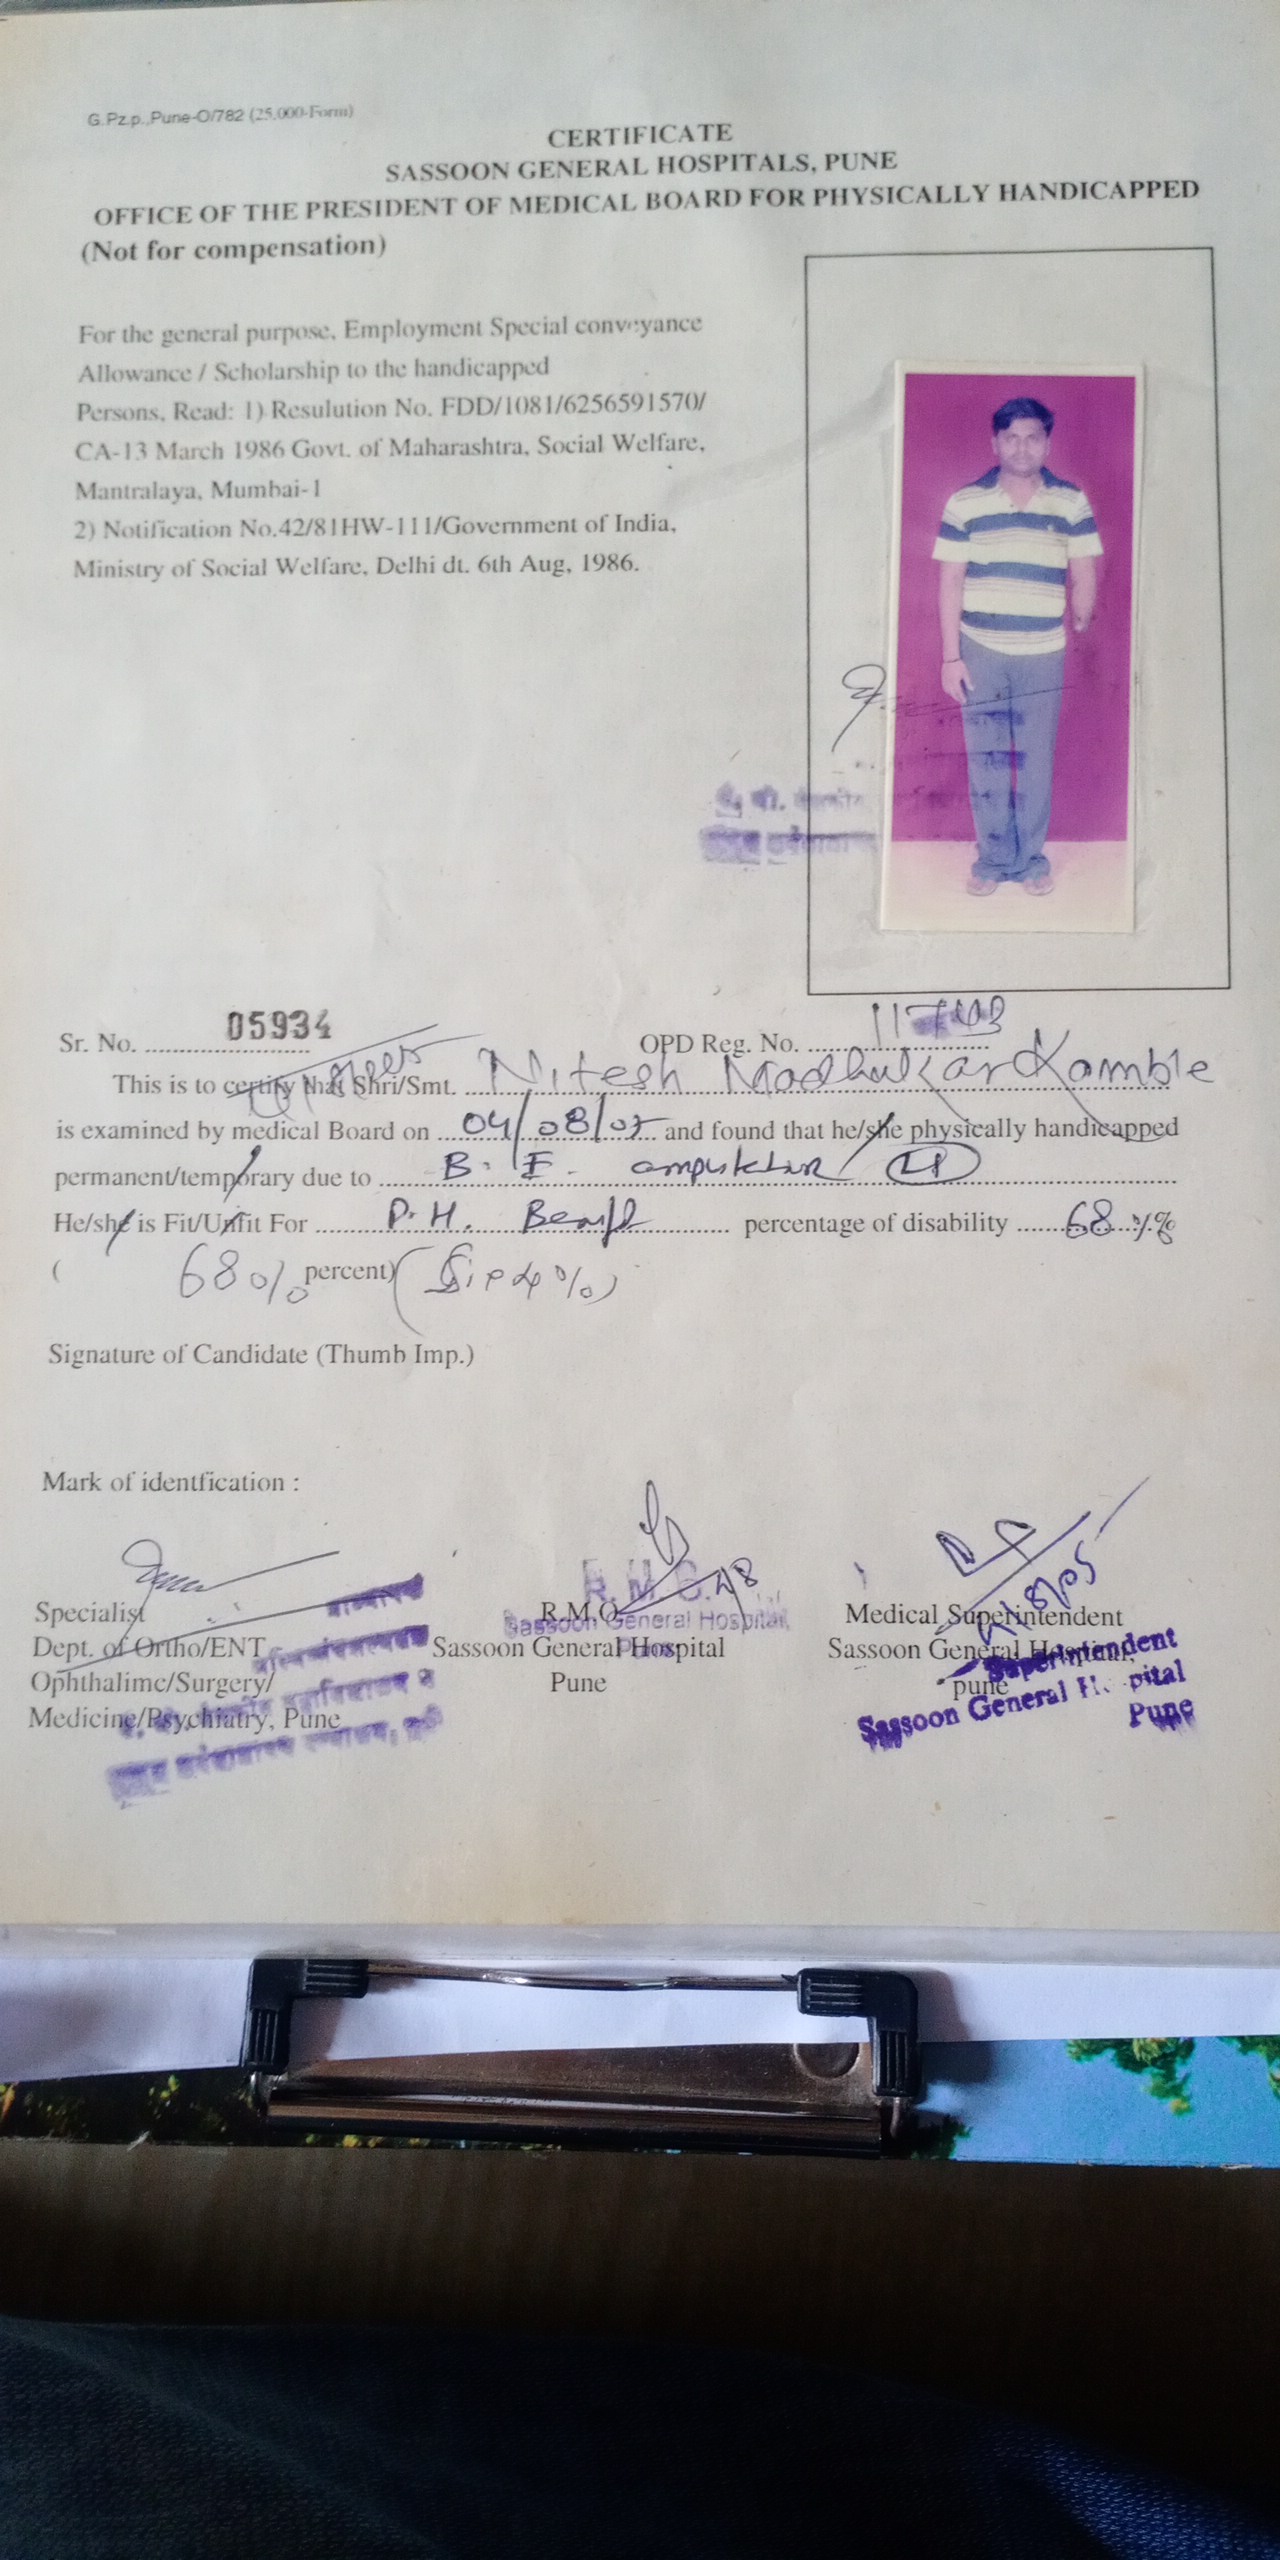 G.Pz.p.,Pune-O/782 (25,000-Form)
CERTIFICATE
SASSOON GENERAL HOSPITALS, PUNE
OFFICE OF THE PRESIDENT OF MEDICAL BOARD FOR PHYSICALLY HANDICAPPED
(Not for compensation)
For the general purpose, Employment Special conveyance
Allowance / Scholarship to the handicapped
Persons, Read: 1) Resulution No. FDD/1081/6256591570/
CA-13 March 1986 Govt. of Maharashtra, Social Welfare,
Mantralaya, Mumbai-1
2) Notification No.42/81HW-111/Government of India,
Ministry of Social Welfare, Delhi dt. 6th Aug, 1986.
Sr. No. 05934 OPD Reg. No.
This is to certify that Shri/Smt. Nitesh Madhukar Kamble
is examined by medical Board on 04/08/05 and found that he/she physically handicapped
permanent/temporary due to B. E. amputation
He/she is Fit/Unfit For P.H. Benefit percentage of disability 68 %
( 68% percent)
Signature of Candidate (Thumb Imp.)
Mark of identfication :
Specialist R.M.O. Medical Superintendent
Dept. of Ortho/ENT Sassoon General Hospital Sassoon General Hospital,
Ophthalimc/Surgery/ Pune pune
Medicine/Psychiatry, Pune
R. M. O.
Sassoon General Hospital,
Pune
Superintendent
Sassoon General Hospital
Pune